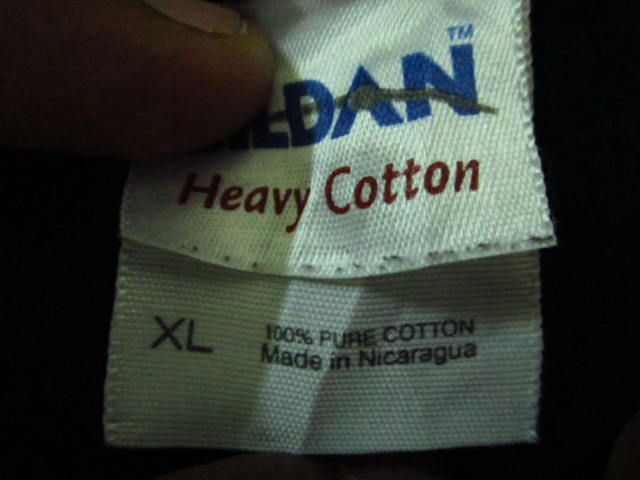 ILDAN™
Heavy Cotton
XL 100% PURE COTTON
Made in Nicaragua